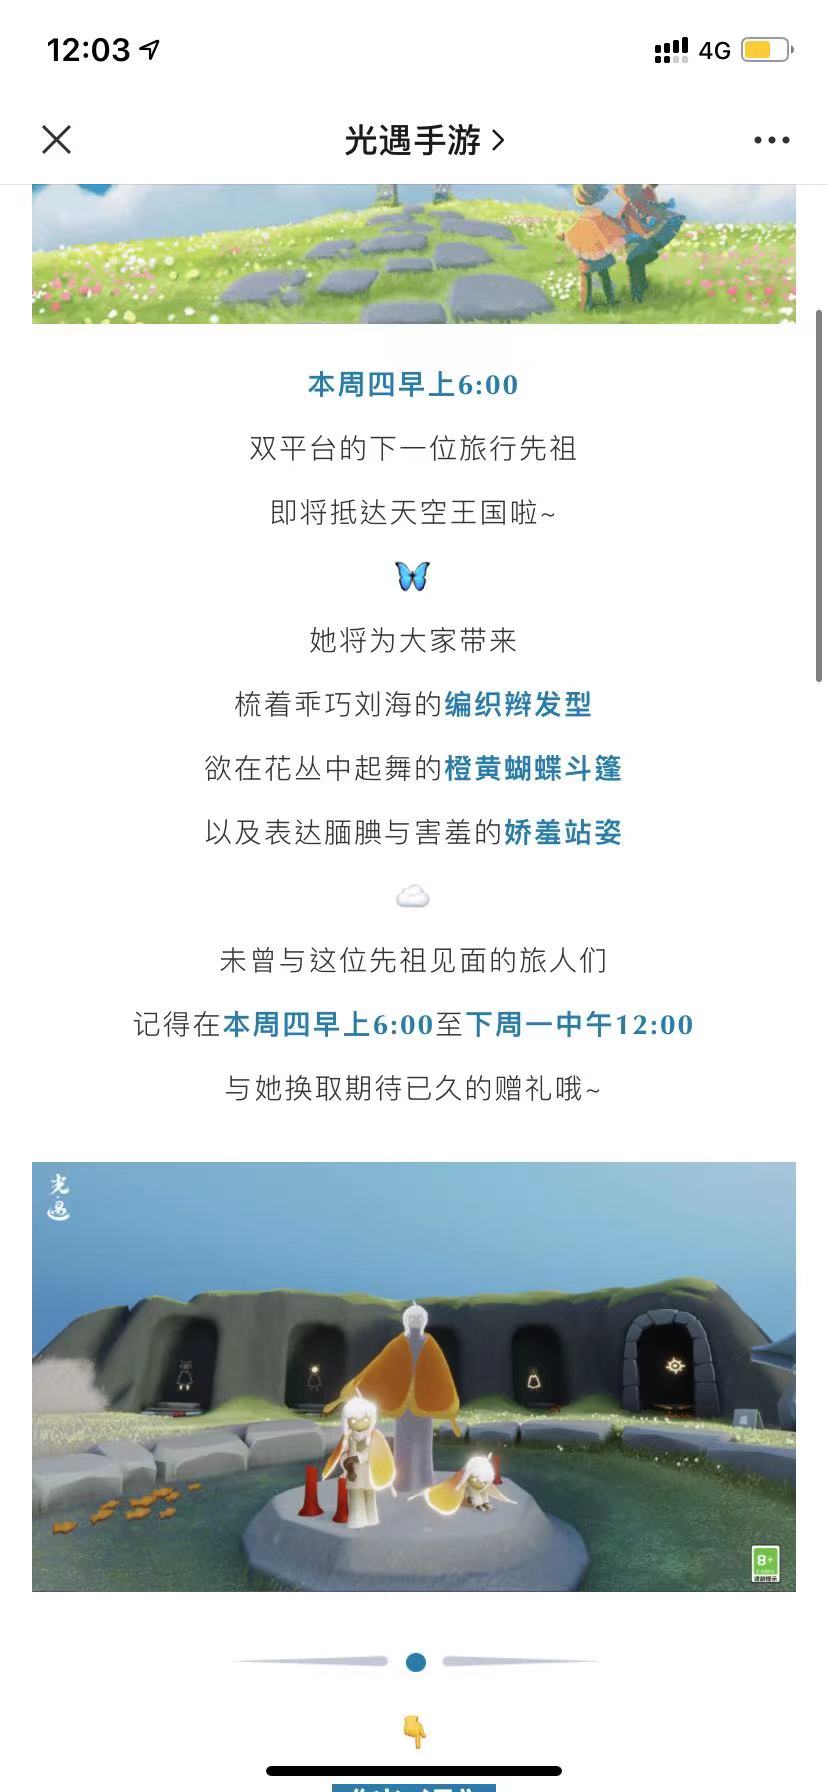 12:03
4G
光遇手游
本周四早上6:00
双平台的下一位旅行先祖
即将抵达天空王国啦~
她将为大家带来
梳着乖巧刘海的编织辫发型
欲在花丛中起舞的橙黄蝴蝶斗篷
以及表达腼腆与害羞的娇羞站姿
未曾与这位先祖见面的旅人们
记得在本周四早上6:00至下周一中午12:00
与她换取期待已久的赠礼哦~
光·遇
8+
CADPA
适龄提示